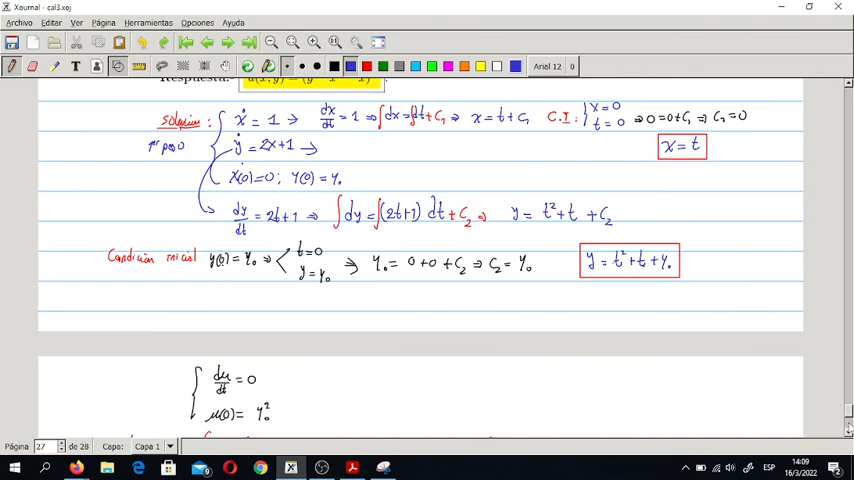 Xournal - cal3.xoj
Archivo Editar Ver Página Herramientas Opciones Ayuda
Arial 12 0
Respuesta:
solución : { ẋ = 1 → dx/dt = 1 ⇒ ∫dx = ∫dt + C₁ ⇒ x = t + C₁ C.I : { x = 0 t = 0 ⇒ 0 = 0 + C₁ ⇒ C₁ = 0
1er paso ẏ = 2x+1 → x = t
x(0) = 0 ; y(0) = y₀
dy/dt = 2t+1 ⇒ ∫dy = ∫(2t+1) dt + C₂ ⇒ y = t² + t + C₂
Condición inicial y(0) = y₀ ⇒ < t = 0 y = y₀ ⇒ y₀ = 0 + 0 + C₂ ⇒ C₂ = y₀ y = t² + t + y₀
{ du/dt = 0
u(0) = y₀²
Página 27 de 28 Capa: Capa 1
ESP
14:09
16/3/2022